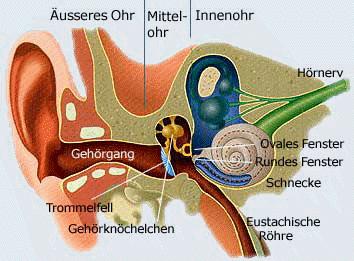 Äusseres Ohr
Mittel-
ohr
Innenohr
Hörnerv
Ovales Fenster
Rundes Fenster
Gehörgang
Schnecke
Trommelfell
Gehörknöchelchen
Eustachische
Röhre